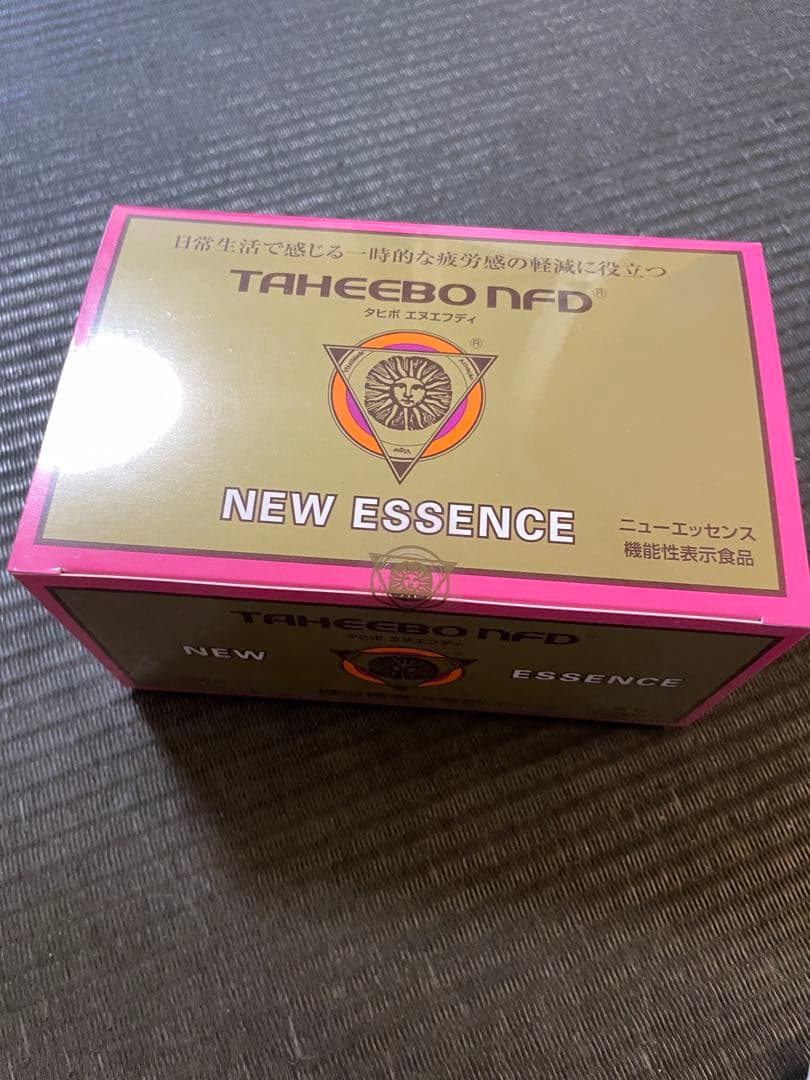 日常生活で感じる一時的な疲労感の軽減に役立つ
TAHEEBO NFD®
タヒボ エヌエフディ
®
Vitalidade
Atenção
Vigor
NEW ESSENCE
ニューエッセンス
機能性表示食品
TAHEEBO NFD®
タヒボ エヌエフディ
NEW
ESSENCE